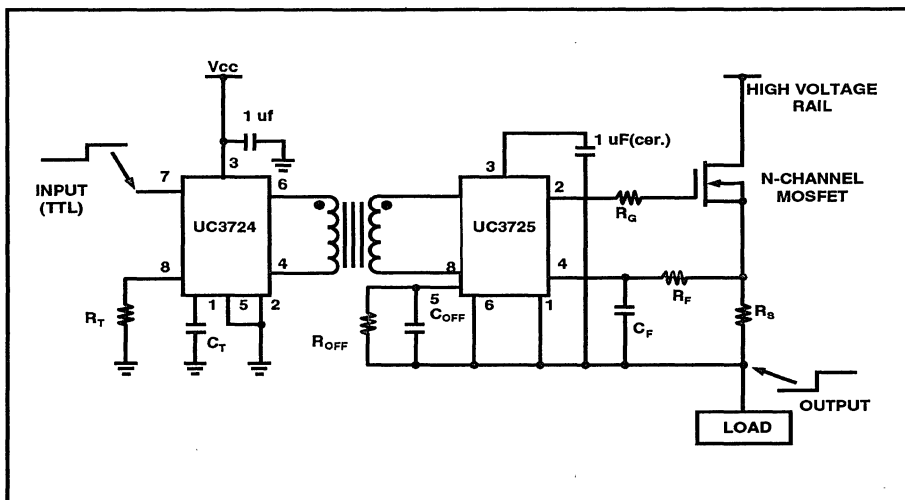 Vcc
1 uf
3
INPUT
(TTL)
7
6
UC3724
8
4
1
5
2
RT
CT
3
1 uF(cer.)
2
UC3725
8
4
5
6
1
ROFF
COFF
RG
HIGH VOLTAGE
RAIL
N-CHANNEL
MOSFET
RF
CF
RS
OUTPUT
LOAD